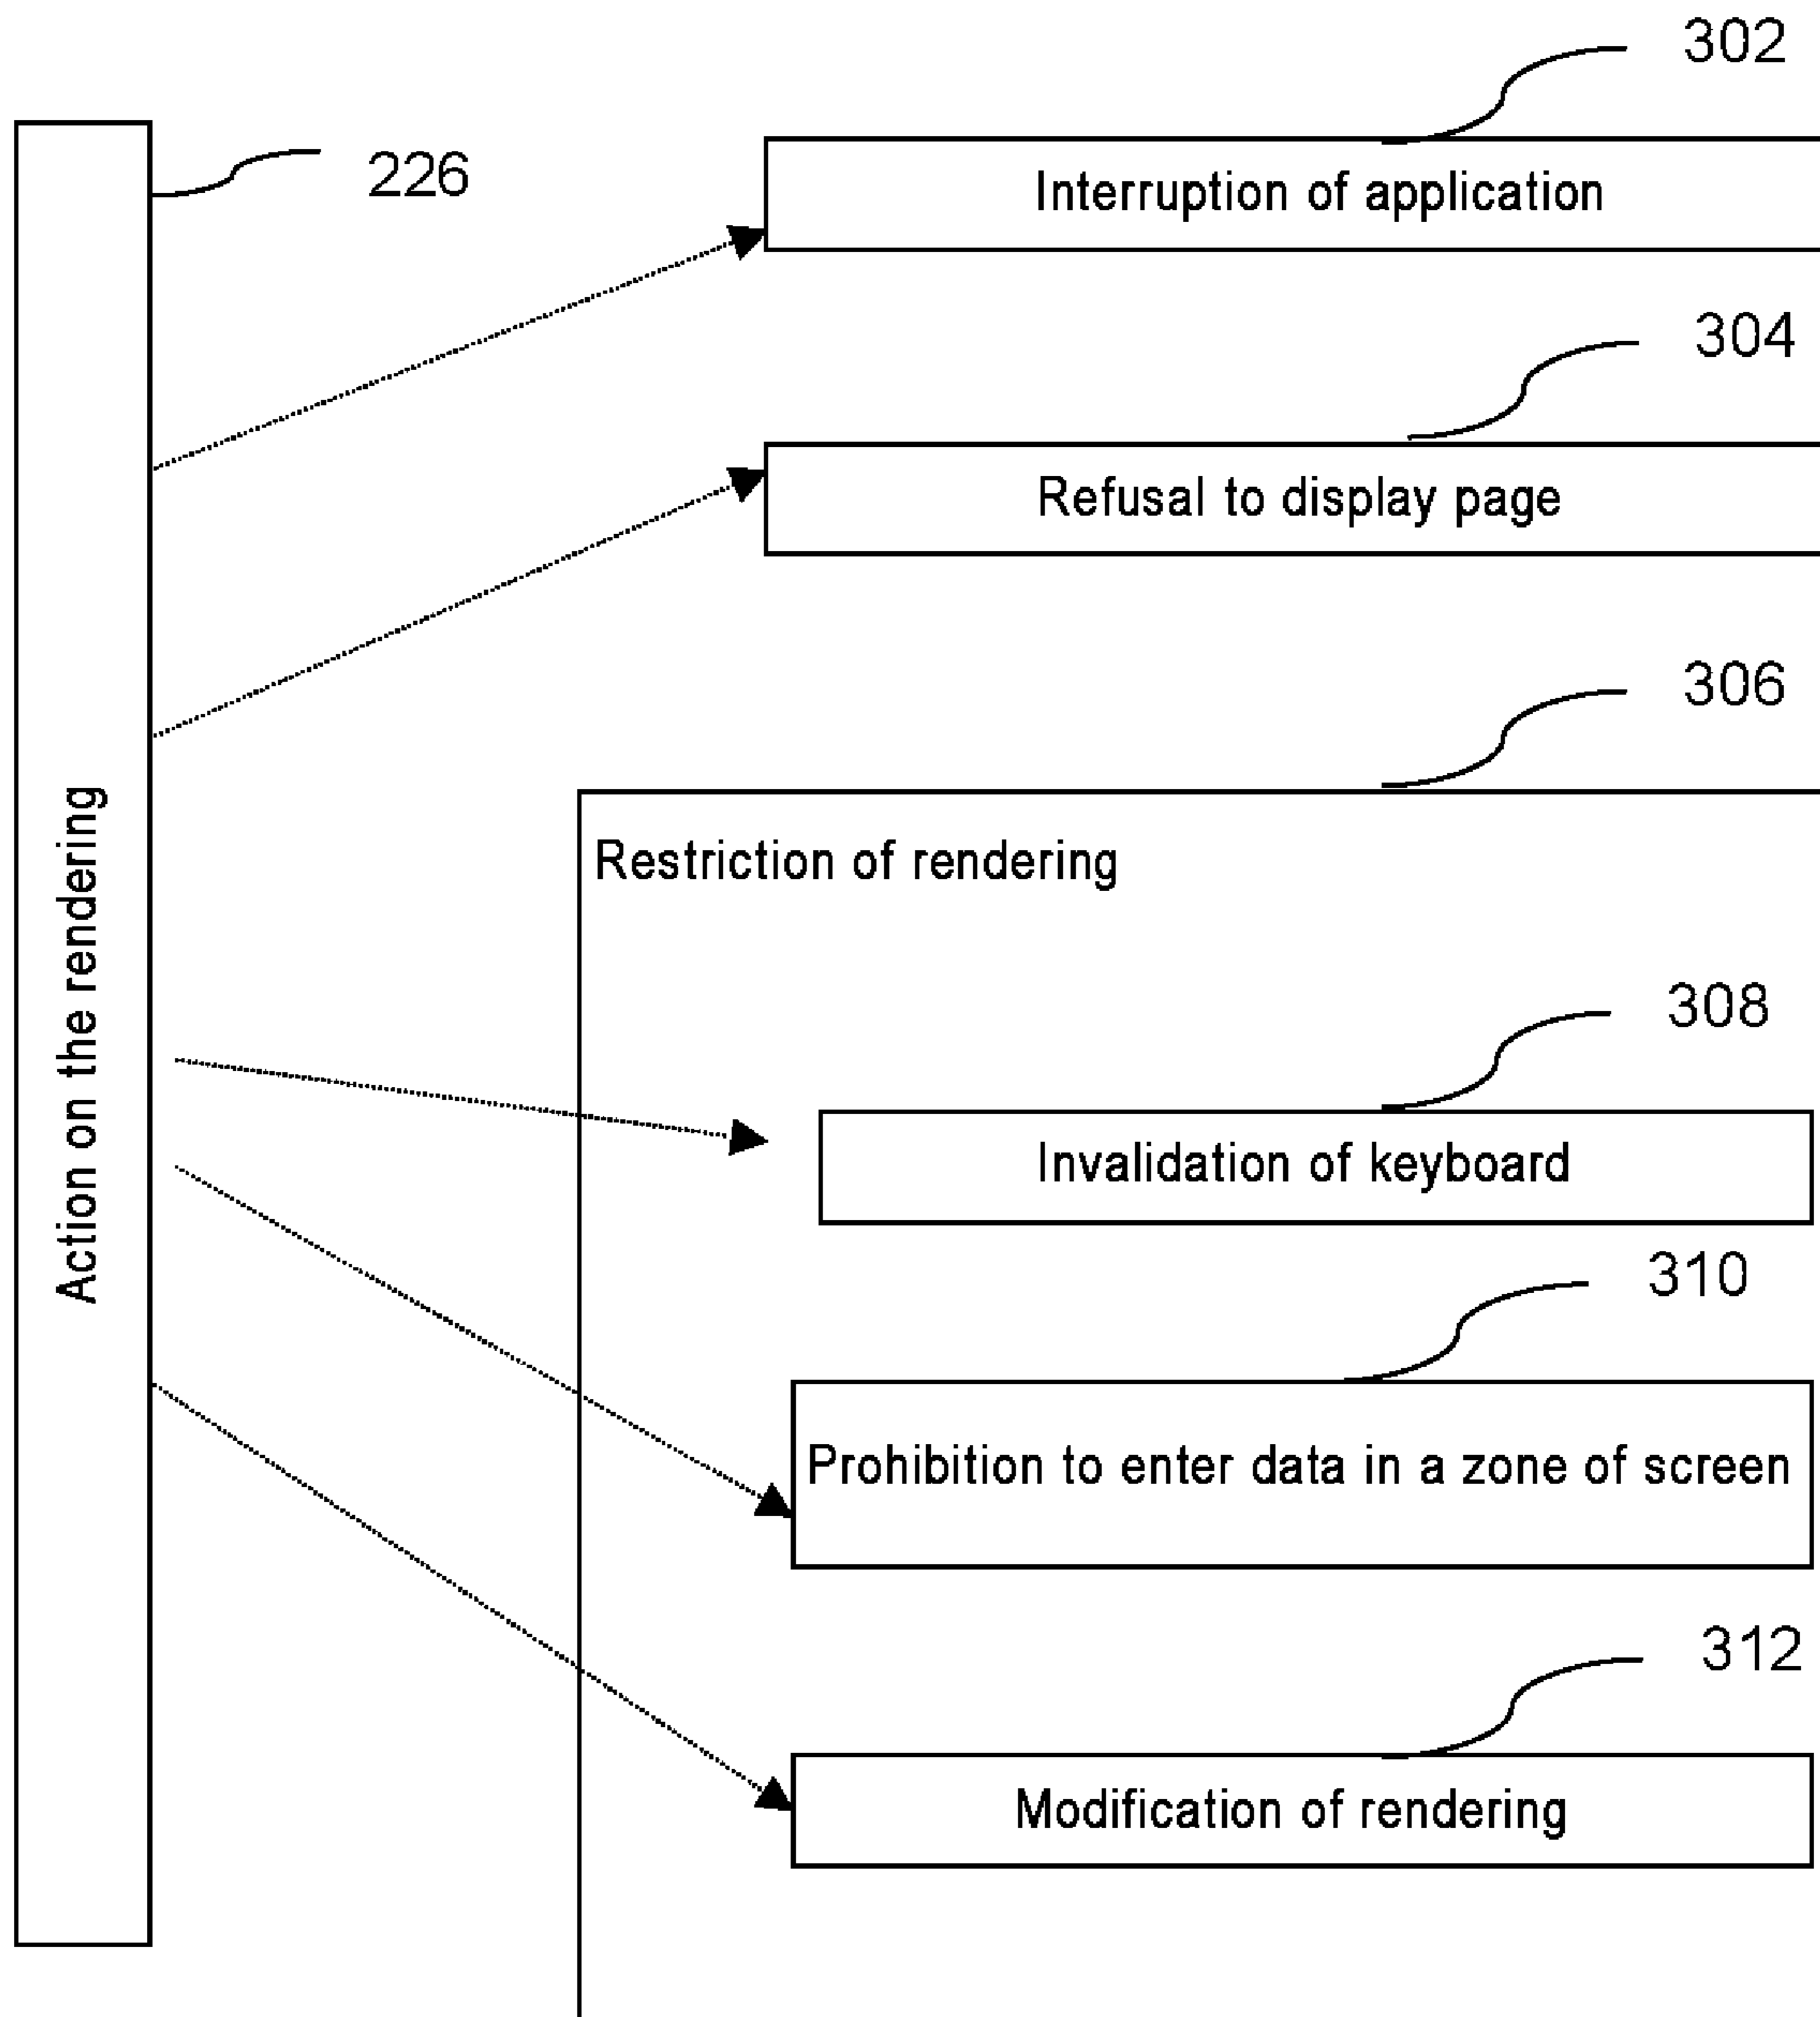 302
226
Interruption of application
304
Refusal to display page
306
Restriction of rendering
Action on the rendering
308
Invalidation of keyboard
310
Prohibition to enter data in a zone of screen
312
Modification of rendering